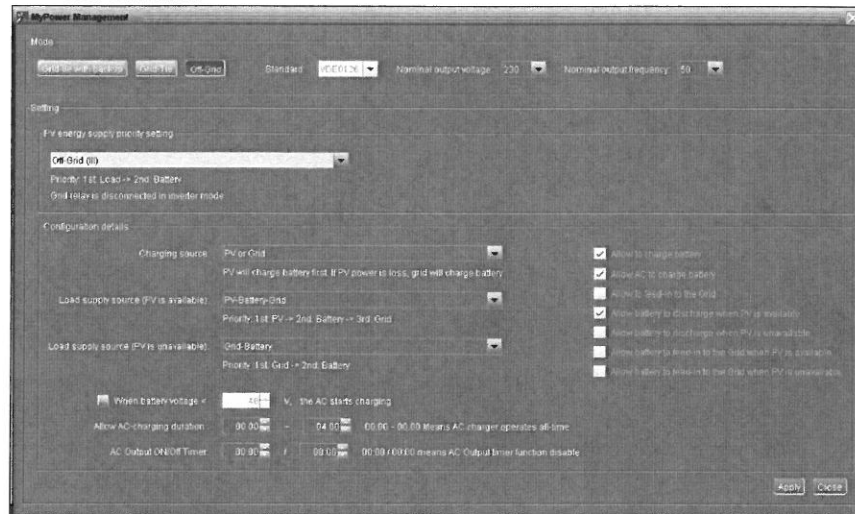 MyPower Management
Mode
Grid-tie with backup Grid-Tie Off-Grid Standard: VDE0126 Nominal output voltage: 230 Nominal output frequency: 50
Setting
PV energy supply priority setting
Off-Grid (III)
Priority: 1st. Load -> 2nd. Battery
Grid relay is disconnected in inverter mode
Configuration details
Charging source: PV or Grid
PV will charge battery first. If PV power is loss, grid will charge battery
Load supply source (PV is available): PV-Battery-Grid
Priority: 1st. PV -> 2nd. Battery -> 3rd. Grid
Load supply source (PV is unavailable): Grid-Battery
Priority: 1st. Grid -> 2nd. Battery
Allow to charge battery
Allow AC to charge battery
Allow to feed-in to the Grid
Allow battery to discharge when PV is available
Allow battery to discharge when PV is unavailable
Allow battery to feed-in to the Grid when PV is available
Allow battery to feed-in to the Grid when PV is unavailable
When battery voltage < 48 V, the AC starts charging
Allow AC-charging duration: 00:00 ~ 04:00 00:00 - 00:00 Means AC charger operates all-time
AC Output ON/Off Timer: 00:00 / 00:00 00:00 / 00:00 means AC Output timer function disable
Apply Close